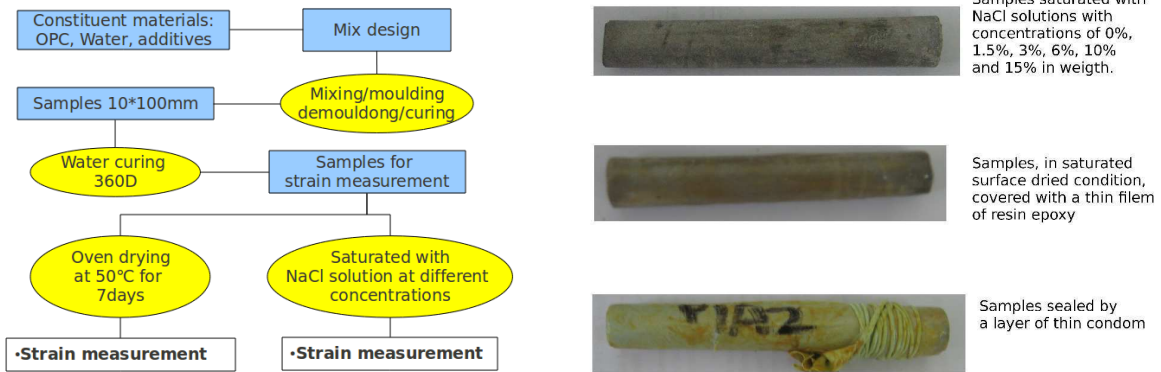 Constituent materials:
OPC, Water, additives
Mix design
Samples 10*100mm
Mixing/moulding
demouldong/curing
Water curing
360D
Samples for
strain measurement
Oven drying
at 50℃ for
7days
Saturated with
NaCl solution at different
concentrations
•Strain measurement
•Strain measurement
Samples saturated with
NaCl solutions with
concentrations of 0%,
1.5%, 3%, 6%, 10%
and 15% in weigth.
Samples, in saturated
surface dried condition,
covered with a thin filem
of resin epoxy
Samples sealed by
a layer of thin condom